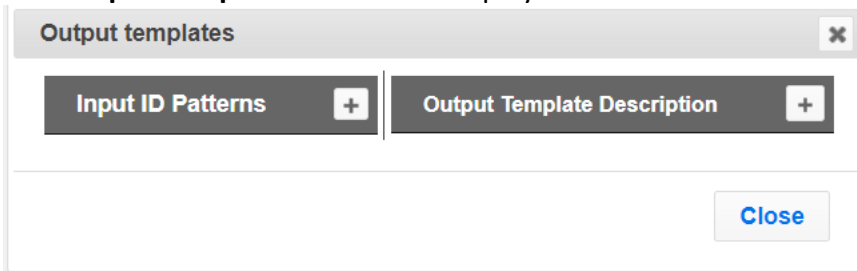 Output templates
Input ID Patterns + Output Template Description +
Close